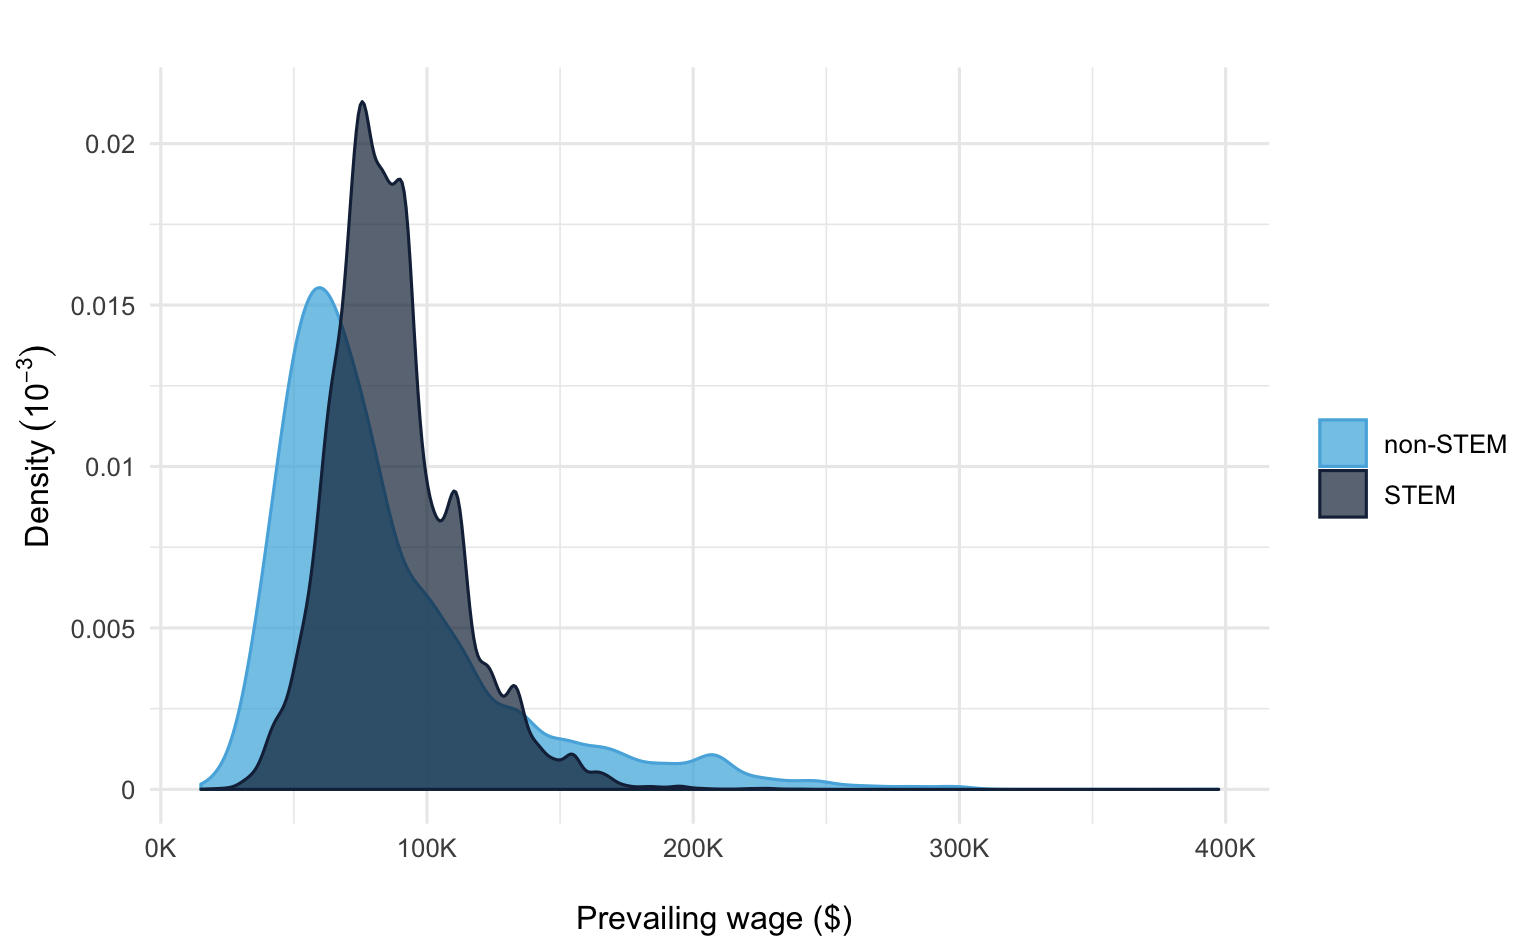 0.02
0.015
0.01
0.005
0
Density (10⁻³)
0K 100K 200K 300K 400K
Prevailing wage ($)
non-STEM
STEM